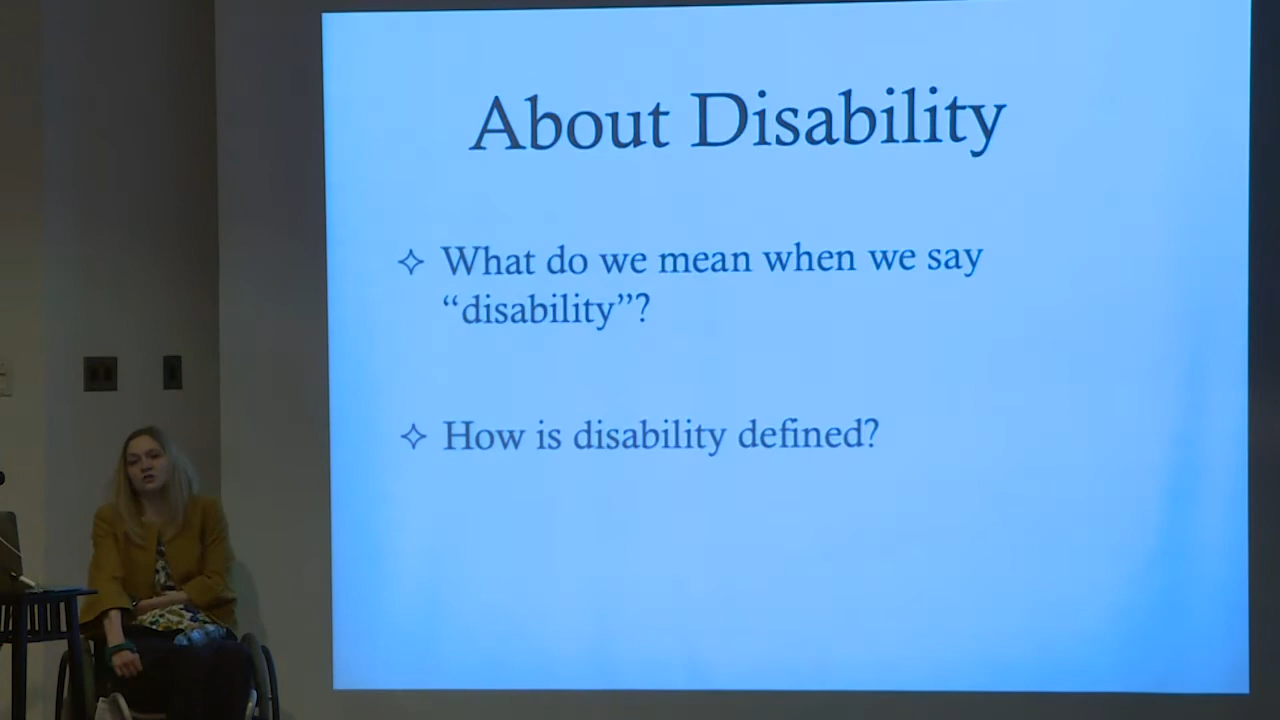 About Disability
What do we mean when we say
“disability”?
How is disability defined?